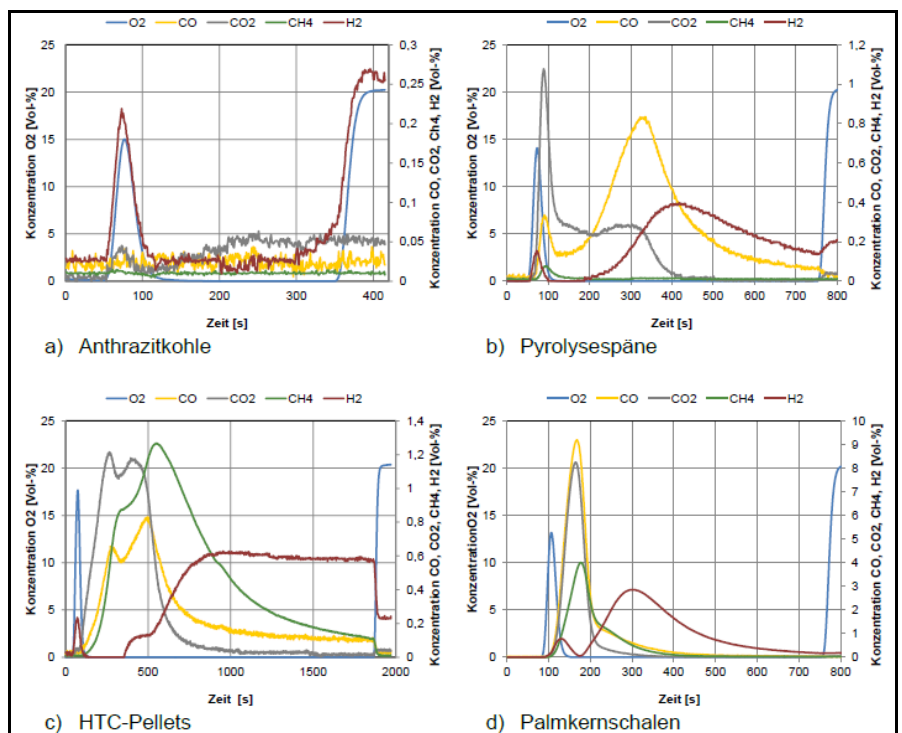 O2 CO CO2 CH4 H2
25
20
15
10
5
0
0,3
0,25
0,2
0,15
0,1
0,05
0
0 100 200 300 400
Konzentration O2 [Vol-%]
Konzentration CO, CO2, Ch4, H2 [Vol-%]
Zeit [s]
a) Anthrazitkohle
O2 CO CO2 CH4 H2
25
20
15
10
5
0
1,2
1
0,8
0,6
0,4
0,2
0
0 100 200 300 400 500 600 700 800
Konzentration O2 [Vol-%]
Konzentration CO, CO2, CH4, H2 [Vol-%]
Zeit [s]
b) Pyrolysespäne
O2 CO CO2 CH4 H2
25
20
15
10
5
0
1,4
1,2
1
0,8
0,6
0,4
0,2
0
0 500 1000 1500 2000
Konzentration O2 [Vol-%]
Konzentration CO, CO2, CH4, H2 [Vol-%]
Zeit [s]
c) HTC-Pellets
O2 CO CO2 CH4 H2
25
20
15
10
5
0
10
9
8
7
6
5
4
3
2
1
0
0 100 200 300 400 500 600 700 800
KonzentrationO2 [Vol-%]
Konzentration CO, CO2, CH4, H2 [Vol-%]
Zeit [s]
d) Palmkernschalen